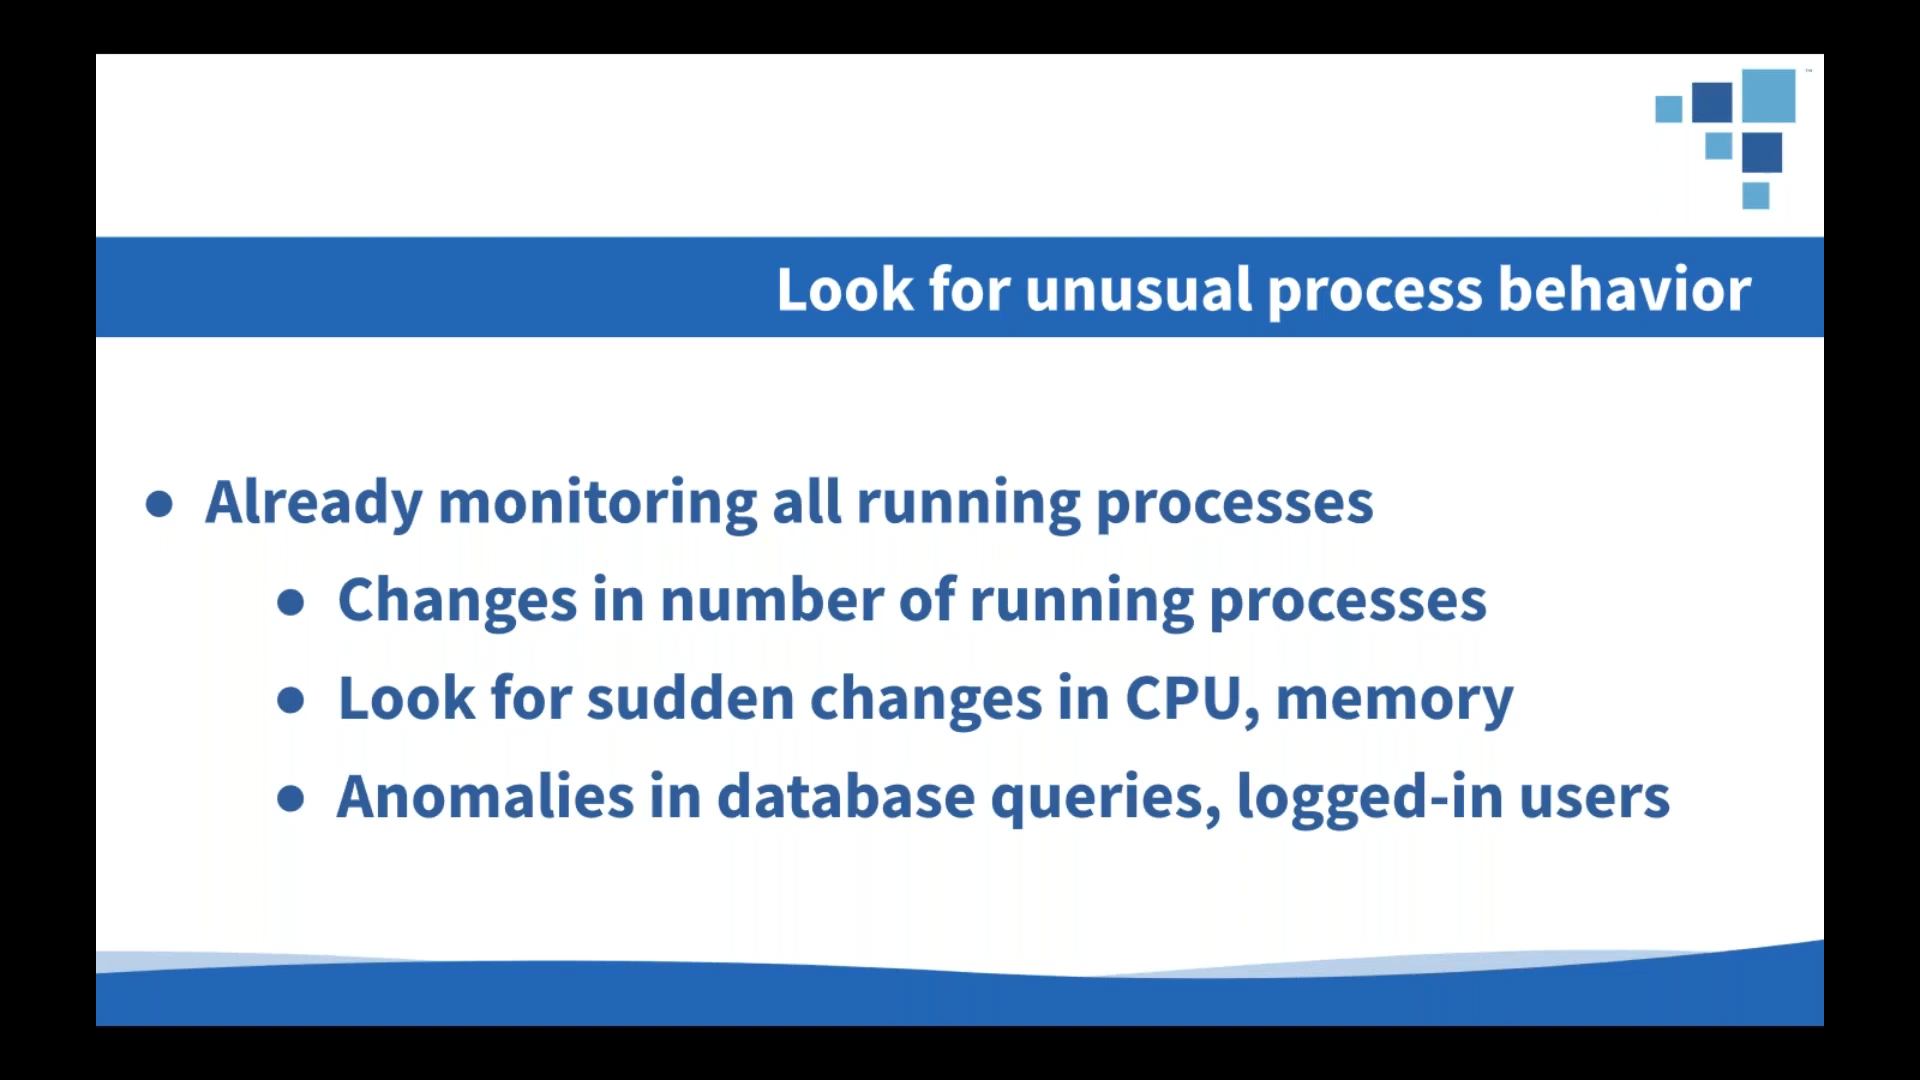 Look for unusual process behavior
● Already monitoring all running processes
● Changes in number of running processes
● Look for sudden changes in CPU, memory
● Anomalies in database queries, logged-in users